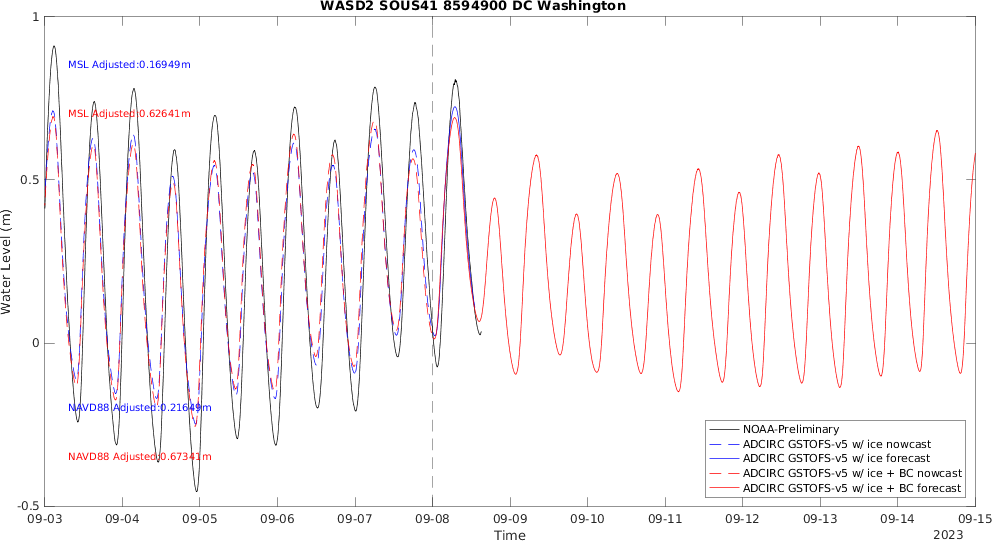 WASD2 SOUS41 8594900 DC Washington
1
0.5
0
-0.5
Water Level (m)
MSL Adjusted:0.16949m
MSL Adjusted:0.62641m
NAVD88 Adjusted:0.21649m
NAVD88 Adjusted:0.67341m
NOAA-Preliminary
ADCIRC GSTOFS-v5 w/ ice nowcast
ADCIRC GSTOFS-v5 w/ ice forecast
ADCIRC GSTOFS-v5 w/ ice + BC nowcast
ADCIRC GSTOFS-v5 w/ ice + BC forecast
09-03 09-04 09-05 09-06 09-07 09-08 09-09 09-10 09-11 09-12 09-13 09-14 09-15
Time
2023